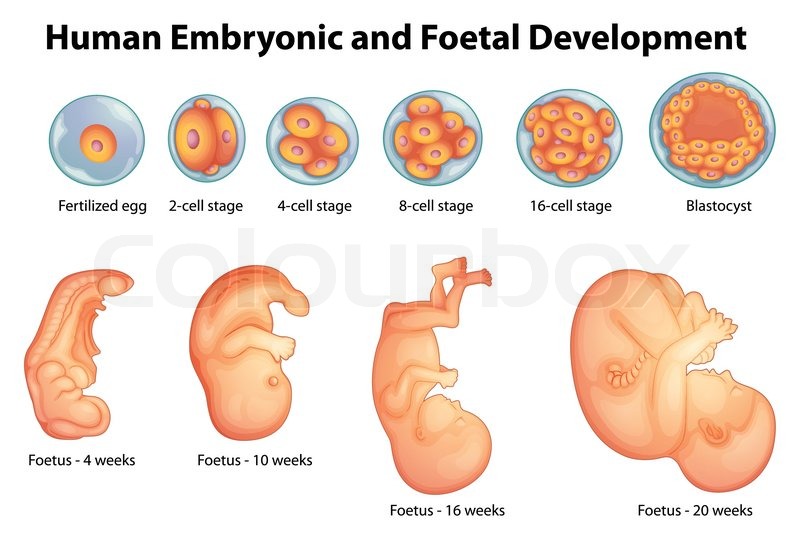 Human Embryonic and Foetal Development
Fertilized egg
2-cell stage
4-cell stage
8-cell stage
16-cell stage
Blastocyst
Colourbox
Foetus - 4 weeks
Foetus - 10 weeks
Foetus - 16 weeks
Foetus - 20 weeks